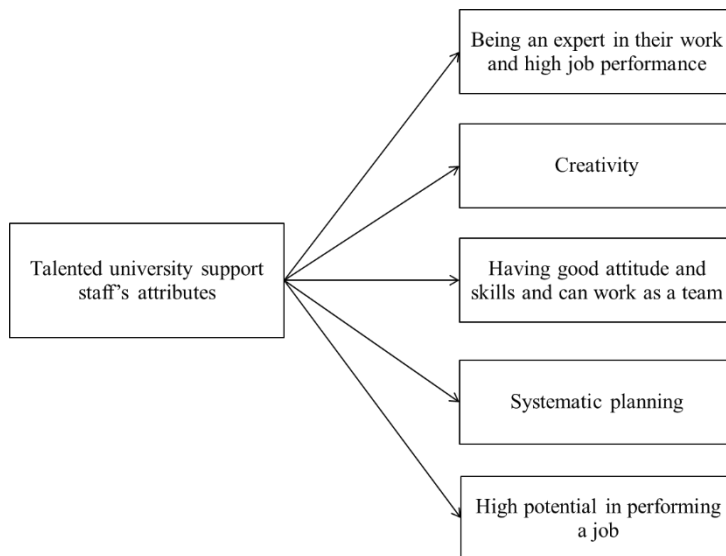 Being an expert in their work
and high job performance
Creativity
Talented university support
staff’s attributes
Having good attitude and
skills and can work as a team
Systematic planning
High potential in performing
a job